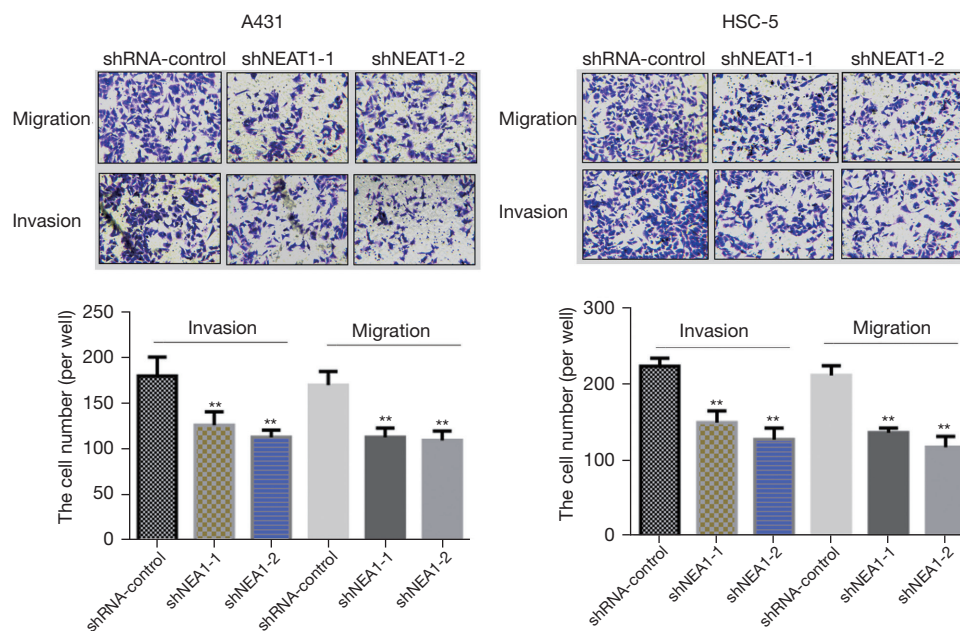 A431
shRNA-control shNEAT1-1 shNEAT1-2
Migration
Invasion
The cell number (per well)
250
200
150
100
50
0
Invasion
Migration
**
**
**
**
shRNA-control
shNEA1-1
shNEA1-2
shRNA-control
shNEA1-1
shNEA1-2
HSC-5
shRNA-control shNEAT1-1 shNEAT1-2
Migration
Invasion
The cell number (per well)
300
200
100
0
Invasion
Migration
**
**
**
**
shRNA-control
shNEA1-1
shNEA1-2
shRNA-control
shNEA1-1
shNEA1-2